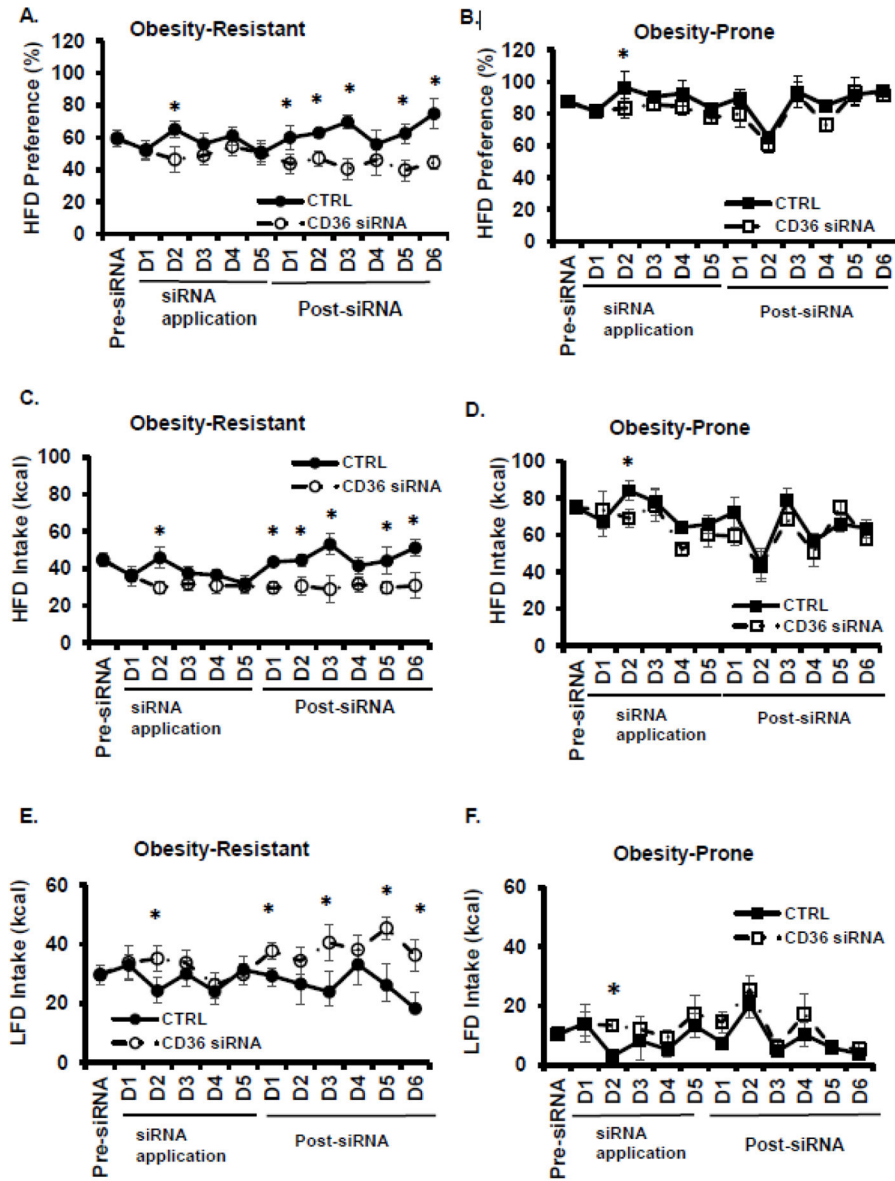 A.
Obesity-Resistant
HFD Preference (%)
120
100
80
60
40
20
0
* * * * * *
CTRL
CD36 siRNA
Pre-siRNA D1 D2 D3 D4 D5 D1 D2 D3 D4 D5 D6
siRNA
application
Post-siRNA
B.
Obesity-Prone
HFD Preference (%)
120
100
80
60
40
20
0
*
CTRL
CD36 siRNA
Pre-siRNA D1 D2 D3 D4 D5 D1 D2 D3 D4 D5 D6
siRNA
application
Post-siRNA
C.
Obesity-Resistant
HFD Intake (kcal)
100
80
60
40
20
0
CTRL
CD36 siRNA
* * * * * *
Pre-siRNA D1 D2 D3 D4 D5 D1 D2 D3 D4 D5 D6
siRNA
application
Post-siRNA
D.
Obesity-Prone
HFD Intake (kcal)
100
80
60
40
20
0
*
CTRL
CD36 siRNA
Pre-siRNA D1 D2 D3 D4 D5 D1 D2 D3 D4 D5 D6
siRNA
application
Post-siRNA
E.
Obesity-Resistant
LFD Intake (kcal)
60
40
20
0
* * * * *
CTRL
CD36 siRNA
Pre-siRNA D1 D2 D3 D4 D5 D1 D2 D3 D4 D5 D6
siRNA
application
Post-siRNA
F.
Obesity-Prone
LFD Intake (kcal)
60
40
20
0
CTRL
CD36 siRNA
*
Pre-siRNA D1 D2 D3 D4 D5 D1 D2 D3 D4 D5 D6
siRNA
application
Post-siRNA